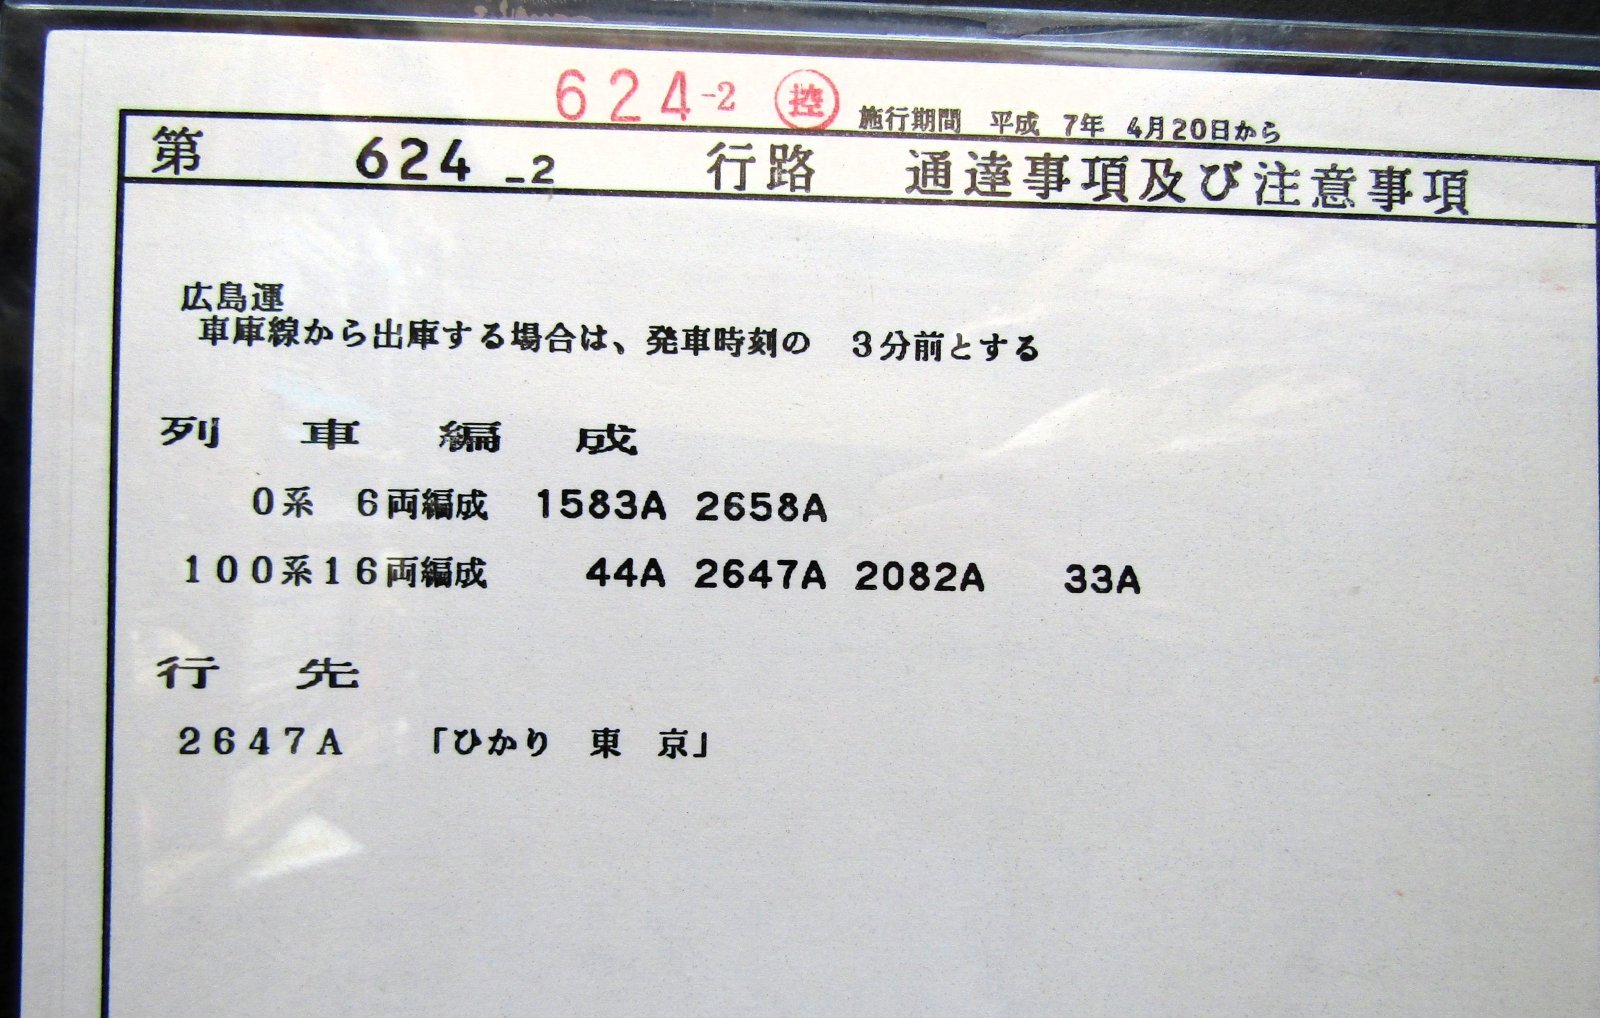 624-2 控 施行期間 平成 7年 4月20日から
第 624 -2 行路 通達事項及び注意事項
広島運
車庫線から出庫する場合は、発車時刻の 3分前とする
列車編成
0系 6両編成 1583A 2658A
100系16両編成 44A 2647A 2082A 33A
行先
2647A 「ひかり 東 京」